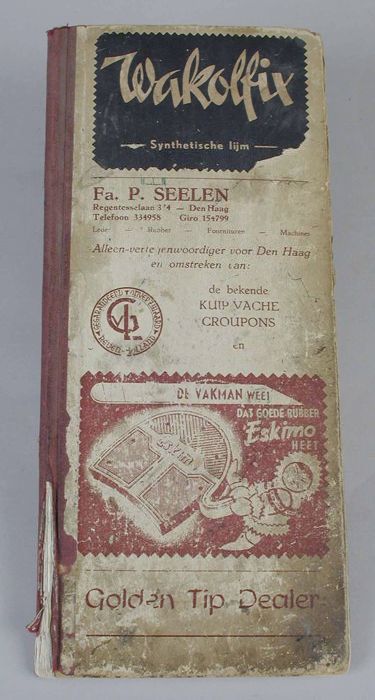 Wakolfix
Synthetische lijm
Fa. P. SEELEN
Regentesselaan 3 4 — Den Haag
Telefoon 334958 Giro 154799
Leder — Rubber — Fournituren — Machines
Alleen-vertegenwoordiger voor Den Haag
en omstreken van:
de bekende
KUIP VACHE
CROUPONS
en
DE VAKMAN WEET
DAT GOEDE RUBBER
Eskimo
HEET
Golden Tip Dealer